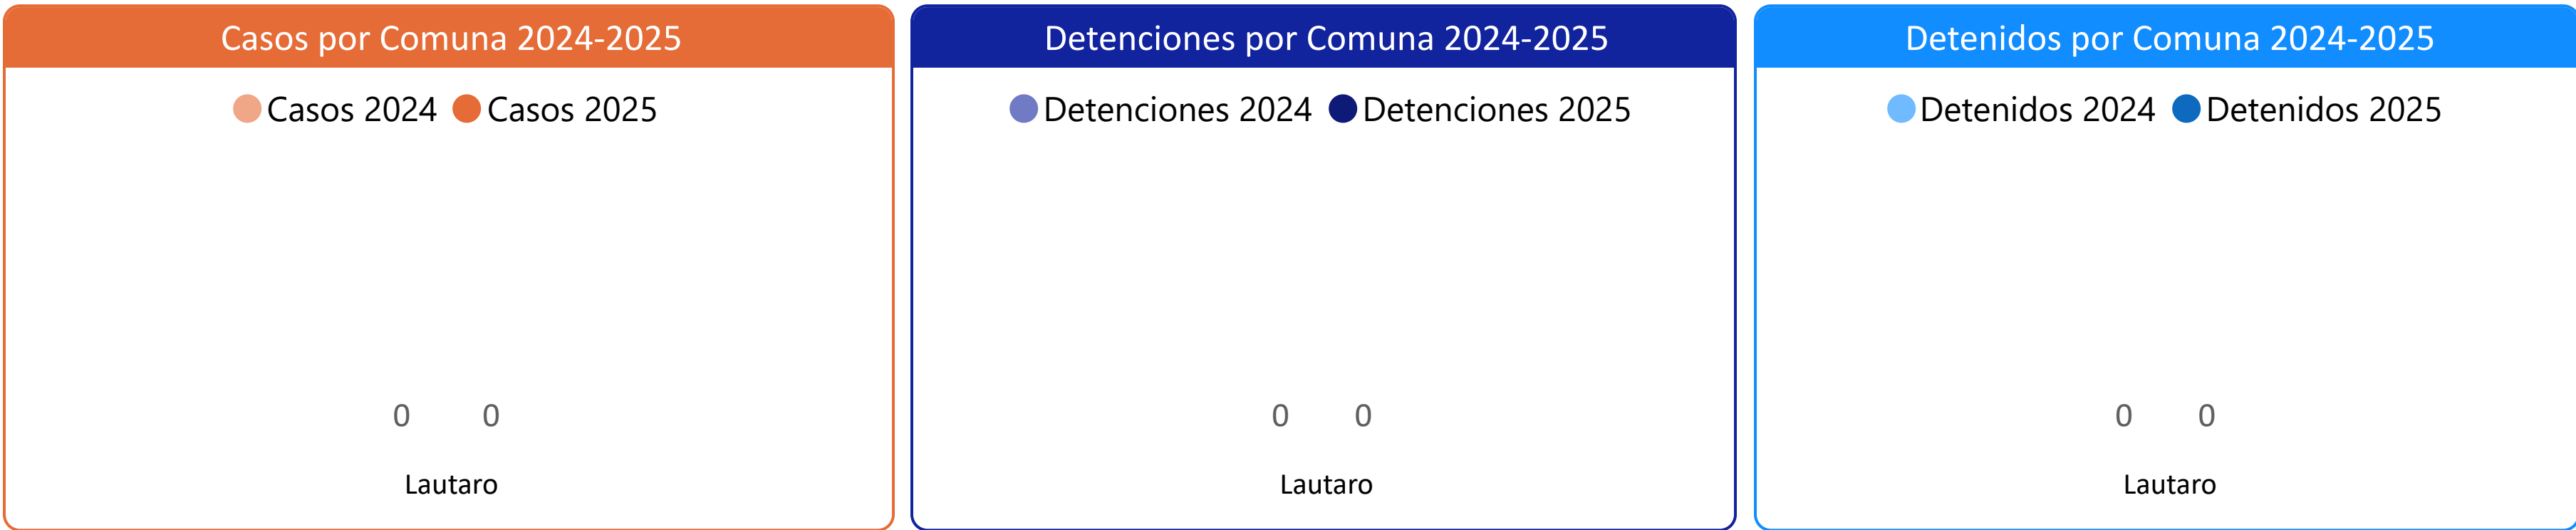 Casos por Comuna 2024-2025
Casos 2024 Casos 2025
0 0
Lautaro
Detenciones por Comuna 2024-2025
Detenciones 2024 Detenciones 2025
0 0
Lautaro
Detenidos por Comuna 2024-2025
Detenidos 2024 Detenidos 2025
0 0
Lautaro